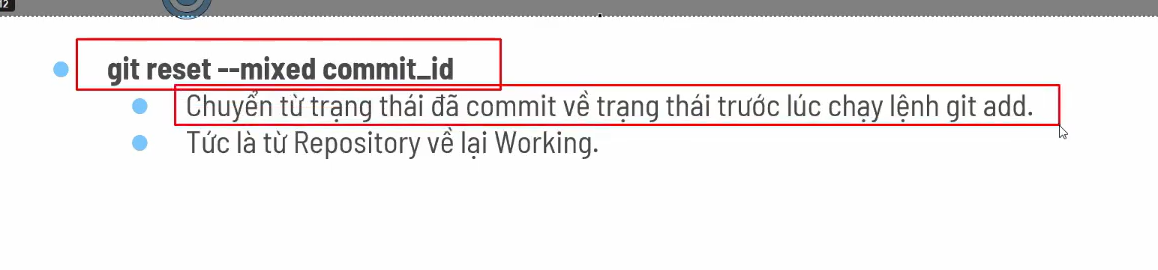 12
git reset --mixed commit_id
Chuyển từ trạng thái đã commit về trạng thái trước lúc chạy lệnh git add.
Tức là từ Repository về lại Working.